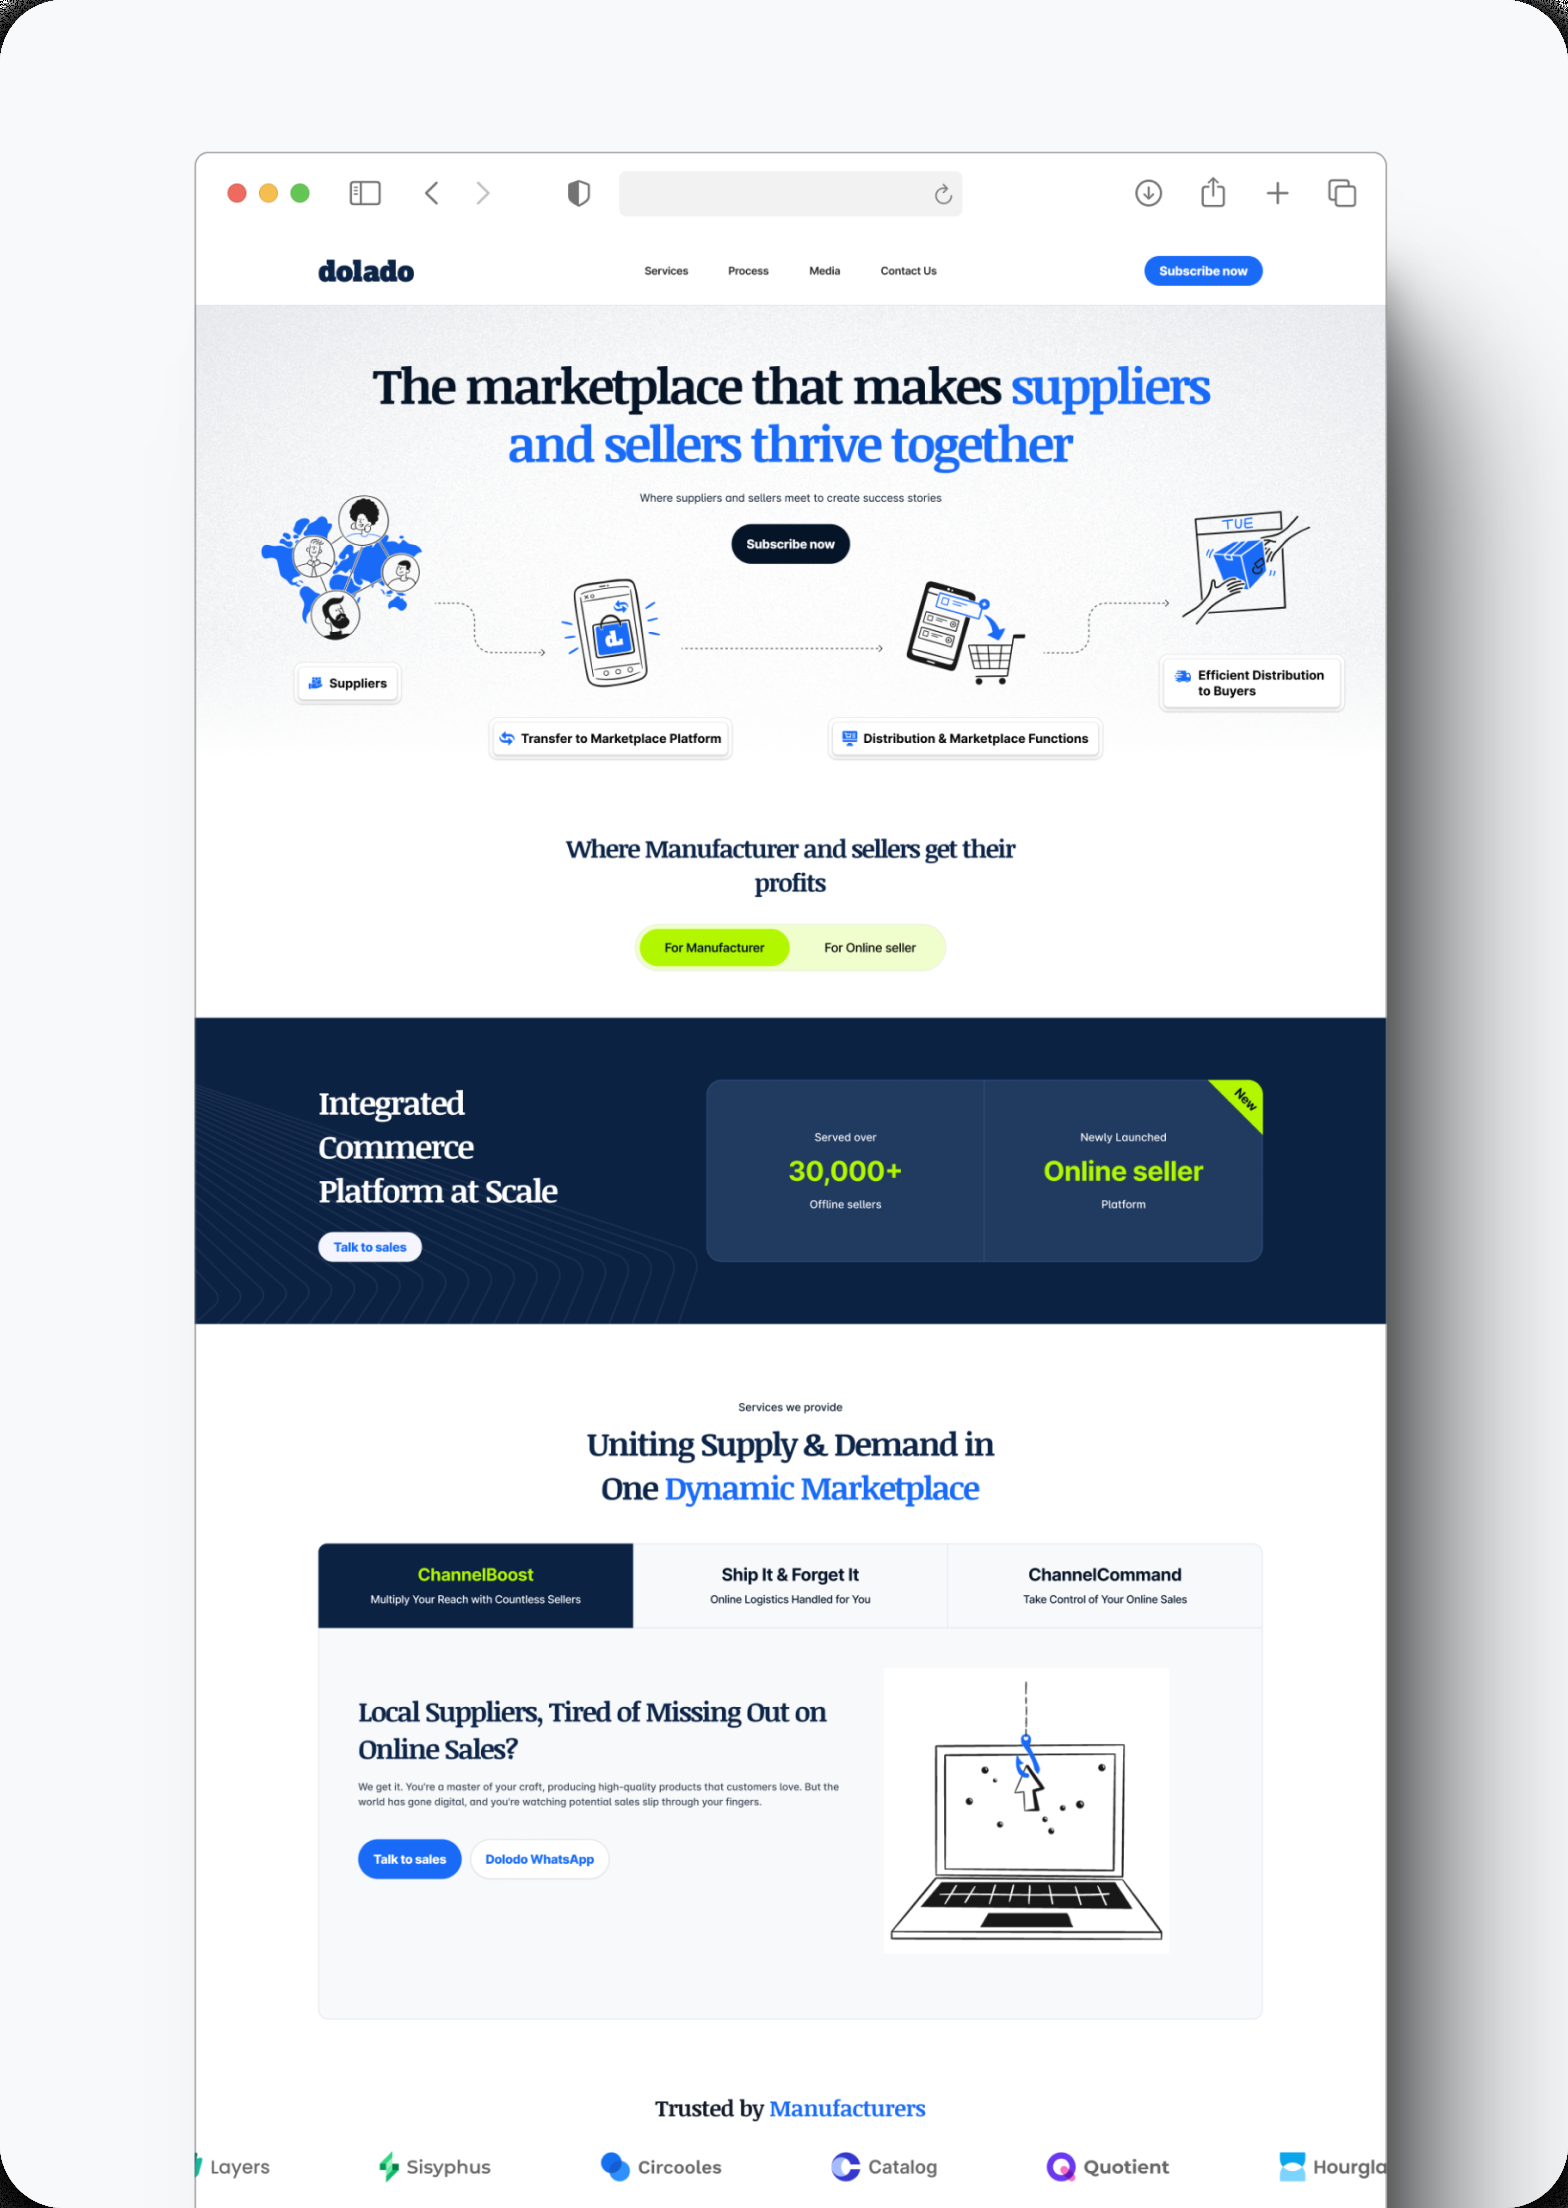 dolado
Services
Process
Media
Contact Us
Subscribe now
The marketplace that makes suppliers
and sellers thrive together
Where suppliers and sellers meet to create success stories
Subscribe now
TUE
d.
Suppliers
Transfer to Marketplace Platform
Distribution & Marketplace Functions
Efficient Distribution
to Buyers
Where Manufacturer and sellers get their
profits
For Manufacturer
For Online seller
Integrated
Commerce
Platform at Scale
Talk to sales
Served over
30,000+
Offline sellers
New
Newly Launched
Online seller
Platform
Services we provide
Uniting Supply & Demand in
One Dynamic Marketplace
ChannelBoost
Multiply Your Reach with Countless Sellers
Ship It & Forget It
Online Logistics Handled for You
ChannelCommand
Take Control of Your Online Sales
Local Suppliers, Tired of Missing Out on
Online Sales?
We get it. You're a master of your craft, producing high-quality products that customers love. But the
world has gone digital, and you're watching potential sales slip through your fingers.
Talk to sales
Dolodo WhatsApp
Trusted by Manufacturers
Layers
Sisyphus
Circooles
Catalog
Quotient
Hourgla